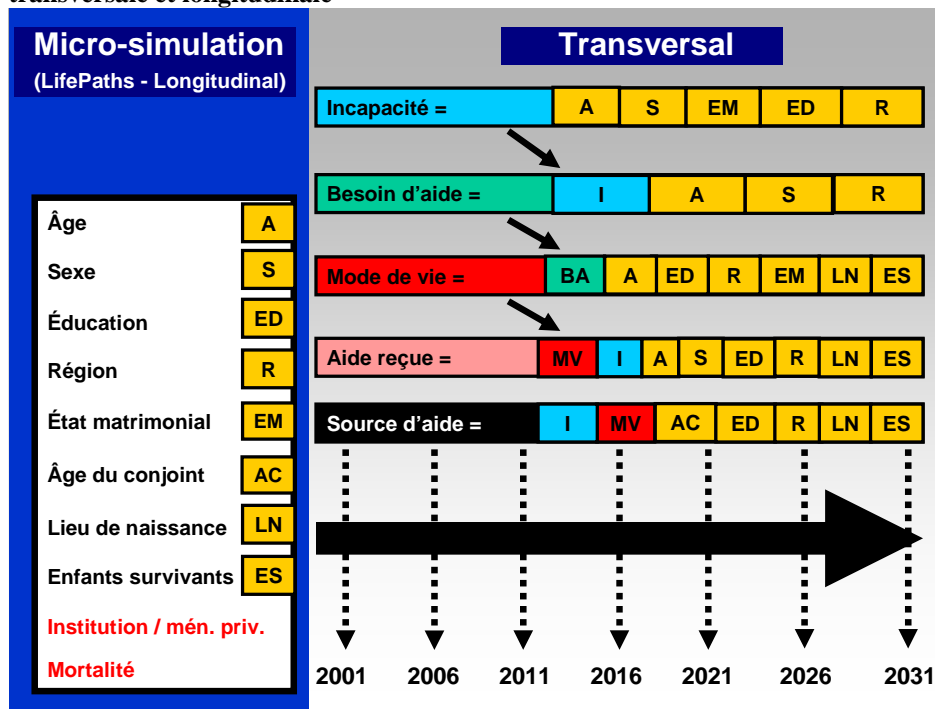 transversale et longitudinale
Micro-simulation
(LifePaths - Longitudinal)
Transversal
Incapacité = A S EM ED R
Besoin d'aide = I A S R
Mode de vie = BA A ED R EM LN ES
Aide reçue = MV I A S ED R LN ES
Source d'aide = I MV AC ED R LN ES
Âge A
Sexe S
Éducation ED
Région R
État matrimonial EM
Âge du conjoint AC
Lieu de naissance LN
Enfants survivants ES
Institution / mén. priv.
Mortalité
2001 2006 2011 2016 2021 2026 2031